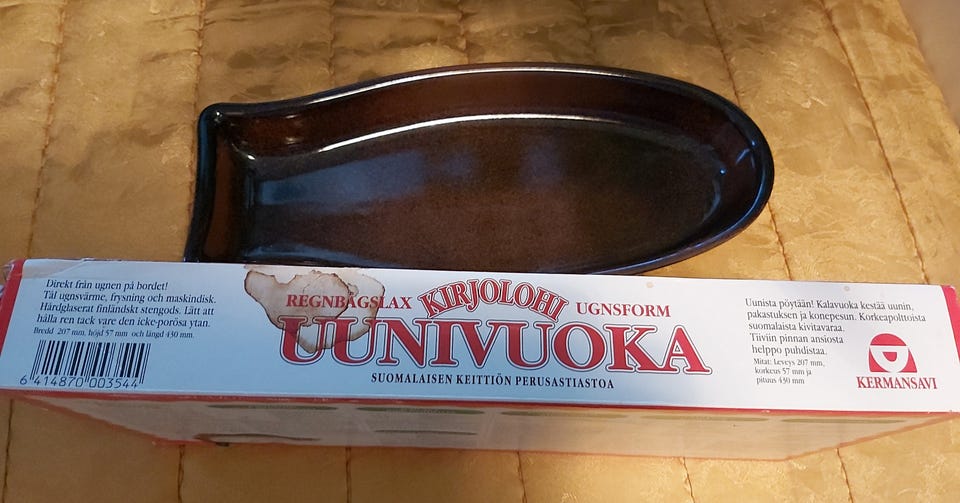 Direkt från ugnen på bordet!
Tål ugnsvärme, frysning och maskindisk.
Hårdglaserat finländskt stengods. Lätt att
hålla ren tack vare den icke-porösa ytan.
Bredd 207 mm, höjd 57 mm och längd 430 mm.
6 414870 003544
REGNBÅGSLAX KIRJOLOHI UGNSFORM
UUNIVUOKA
SUOMALAISEN KEITTIÖN PERUSASTIASTOA
Uunista pöytään! Kalavuoka kestää uunin,
pakastuksen ja konepesun. Korkeapolttoista
suomalaista kivitavaraa.
Tiiviin pinnan ansiosta
helppo puhdistaa.
Mitat: Leveys 207 mm,
korkeus 57 mm ja
pituus 430 mm
KERMANSAVI